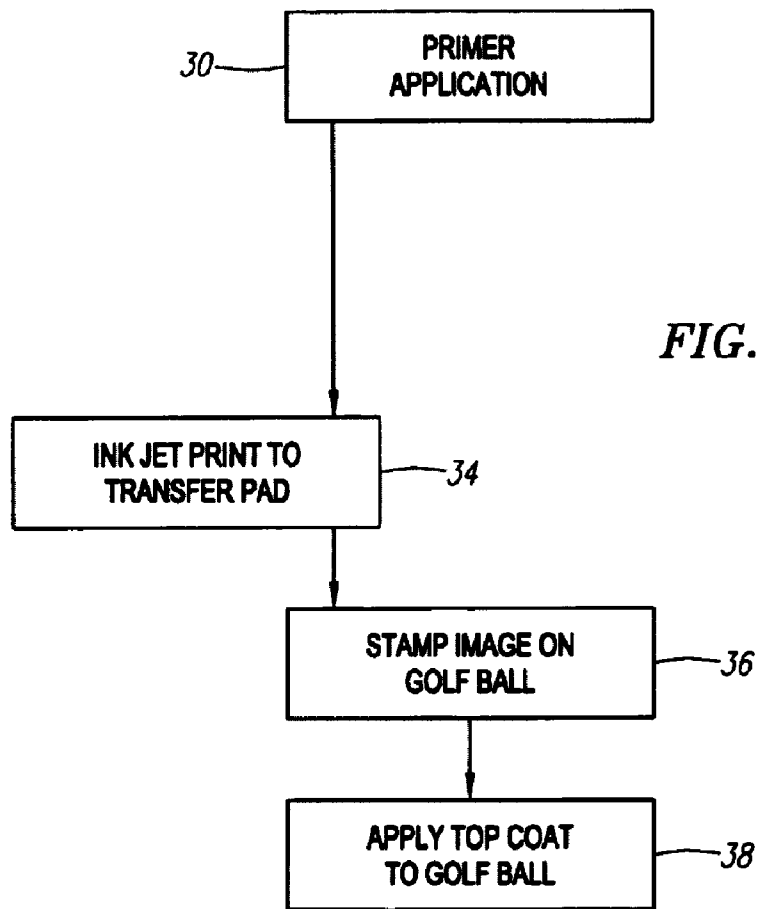 30
PRIMER
APPLICATION
FIG.
INK JET PRINT TO
TRANSFER PAD
34
STAMP IMAGE ON
GOLF BALL
36
APPLY TOP COAT
TO GOLF BALL
38